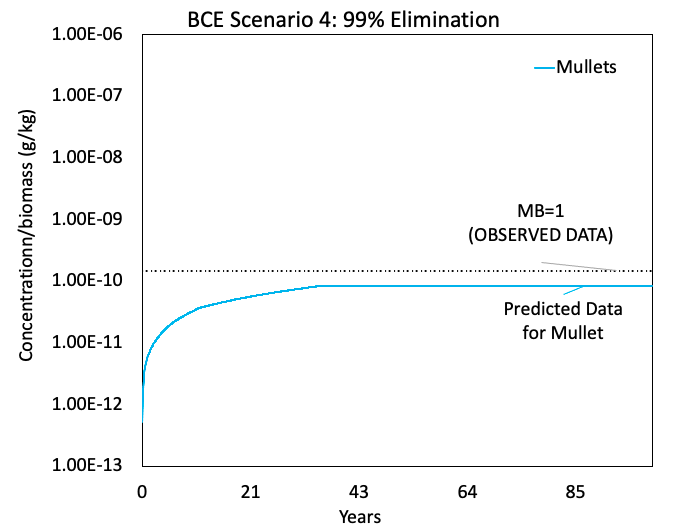 BCE Scenario 4: 99% Elimination
1.00E-06
1.00E-07
1.00E-08
1.00E-09
1.00E-10
1.00E-11
1.00E-12
1.00E-13
Concentrationn/biomass (g/kg)
Mullets
MB=1
(OBSERVED DATA)
Predicted Data
for Mullet
0 21 43 64 85
Years